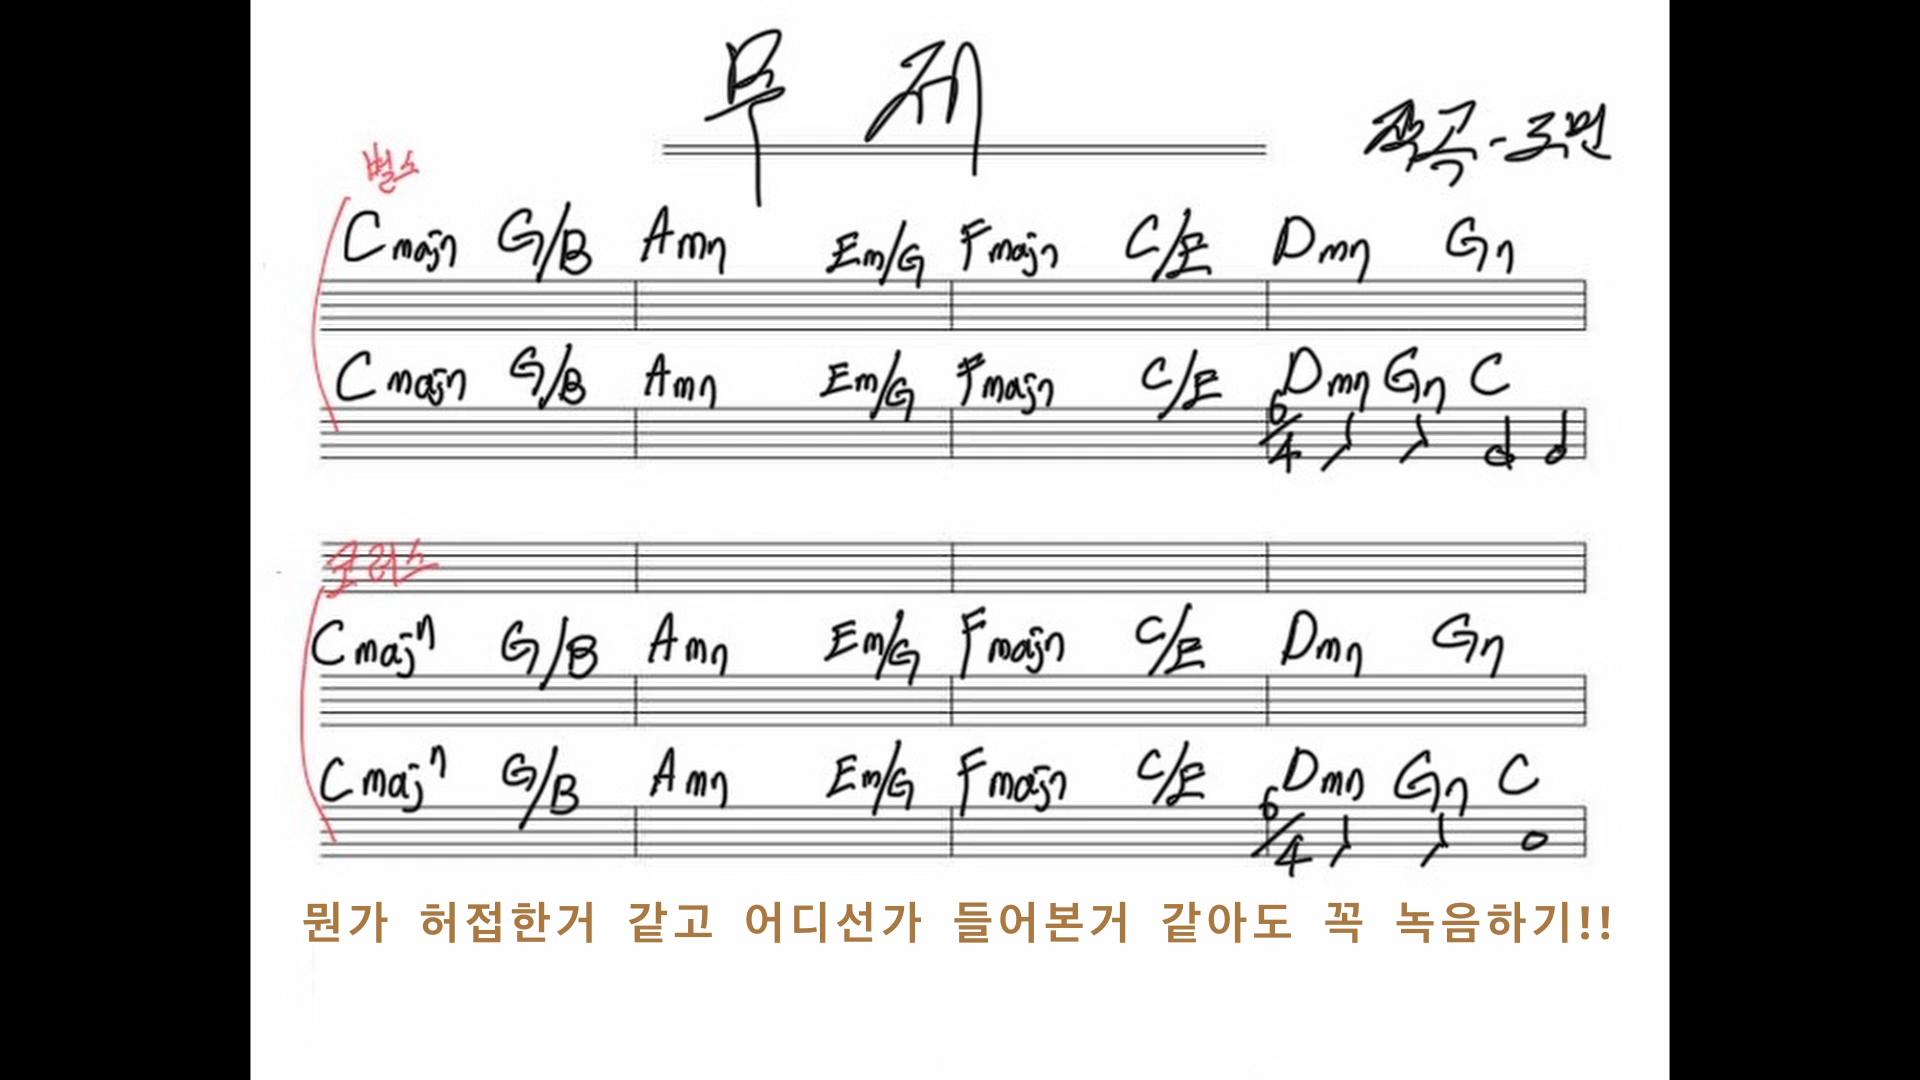 무제
작곡-도면
벌스
Cmaj7 G/B Am7 Em/G Fmaj7 C/E Dm7 G7
Cmaj7 G/B Am7 Em/G Fmaj7 C/E Dm7 G7 C
6/4
코러스
Cmaj7 G/B Am7 Em/G Fmaj7 C/E Dm7 G7
Cmaj7 G/B Am7 Em/G Fmaj7 C/E Dm7 G7 C
6/4
뭔가 허접한거 같고 어디선가 들어본거 같아도 꼭 녹음하기!!